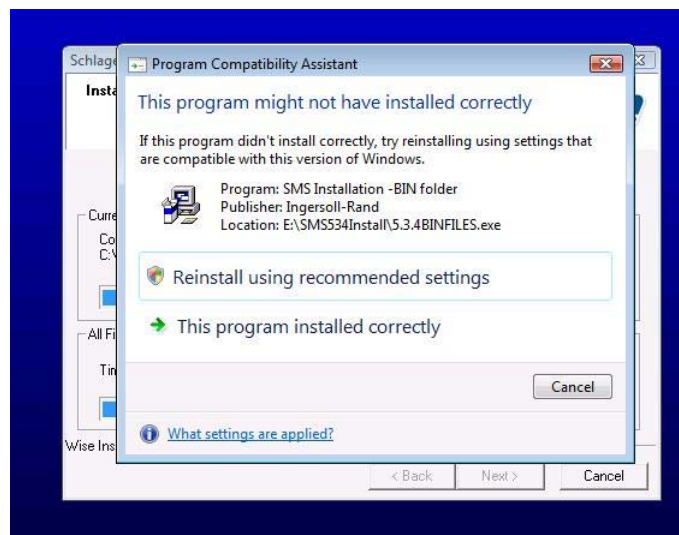 Schlage
Program Compatibility Assistant
Insta
This program might not have installed correctly
If this program didn't install correctly, try reinstalling using settings that
are compatible with this version of Windows.
Program: SMS Installation -BIN folder
Publisher: Ingersoll-Rand
Location: E:\SMS534Install\5.3.4BINFILES.exe
Curre
Co
C:\
Reinstall using recommended settings
This program installed correctly
All Fi
Tim
Cancel
What settings are applied?
Wise Ins
< Back
Next >
Cancel